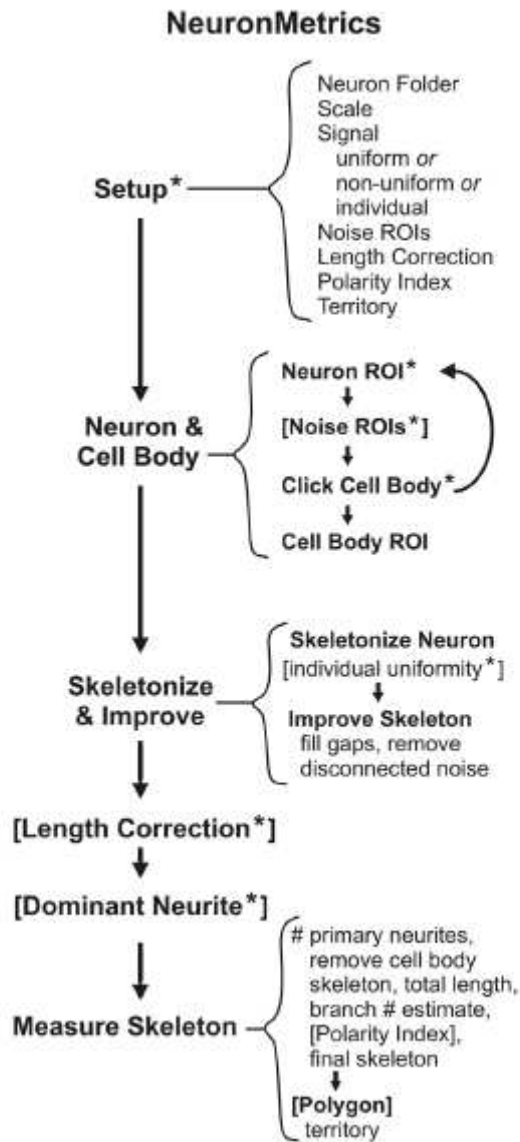 NeuronMetrics
Setup*
Neuron Folder
Scale
Signal
uniform or
non-uniform or
individual
Noise ROIs
Length Correction
Polarity Index
Territory
Neuron &
Cell Body
Neuron ROI*
[Noise ROIs*]
Click Cell Body*
Cell Body ROI
Skeletonize
& Improve
Skeletonize Neuron
[individual uniformity*]
Improve Skeleton
fill gaps, remove
disconnected noise
[Length Correction*]
[Dominant Neurite*]
Measure Skeleton
# primary neurites,
remove cell body
skeleton, total length,
branch # estimate,
[Polarity Index],
final skeleton
[Polygon]
territory